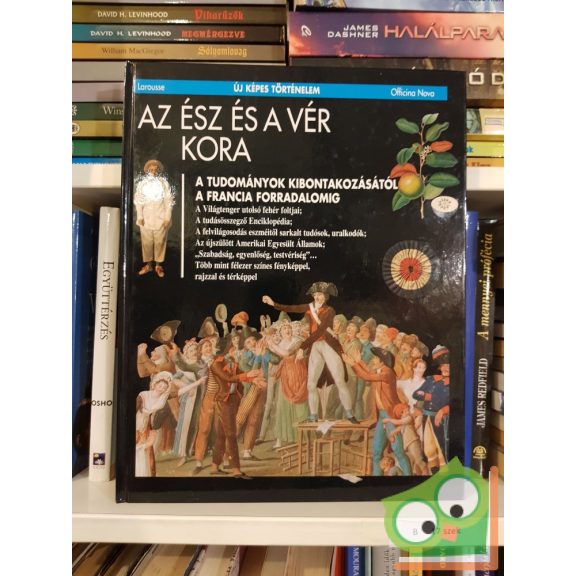 DAVID H. LEVINHOOD Vihurűzők
DAVID H. LEVINHOOD MEGMÉRGEZVE
William MacGregor Sólyomlovag
JAMES DASHNER HALÁLPARA
Larousse ÚJ KÉPES TÖRTÉNELEM Officina Nova
AZ ÉSZ ÉS A VÉR
KORA
A TUDOMÁNYOK KIBONTAKOZÁSÁTÓL
A FRANCIA FORRADALOMIG
A Világtenger utolsó fehér foltjai;
A tudásösszegző Enciklopédia;
A felvilágosodás eszméitől sarkalt tudósok, uralkodók;
Az újszülött Amerikai Egyesült Államok;
„Szabadság, egyenlőség, testvériség”...
Több mint félezer színes fényképpel,
rajzzal és térképpel
EGYÜTTÉRZÉS
OSHO
A mennyei prófécia
JAMES REDFIELD